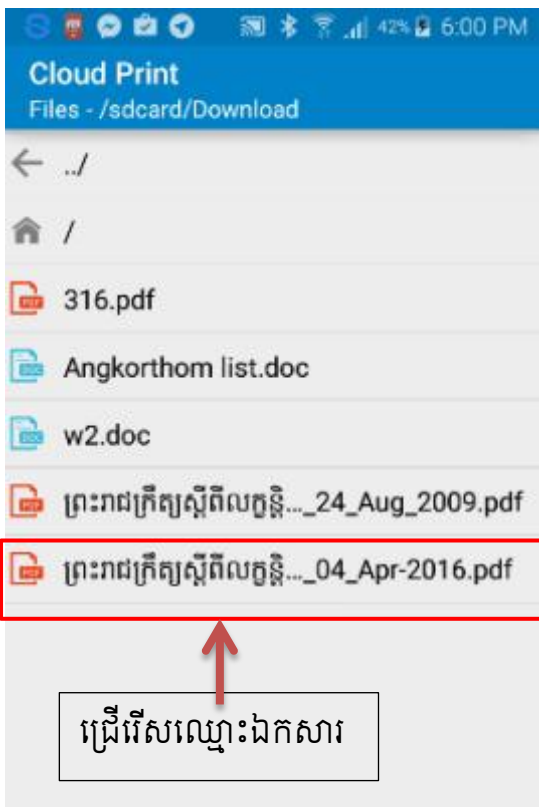 42% 6:00 PM
Cloud Print
Files - /sdcard/Download
../
/
316.pdf
Angkorthom list.doc
w2.doc
ព្រះរាជក្រឹត្យស្តីពីលក្ខន្តិ..._24_Aug_2009.pdf
ព្រះរាជក្រឹត្យស្តីពីលក្ខន្តិ..._04_Apr-2016.pdf
ជ្រើរើសឈ្មោះឯកសារ